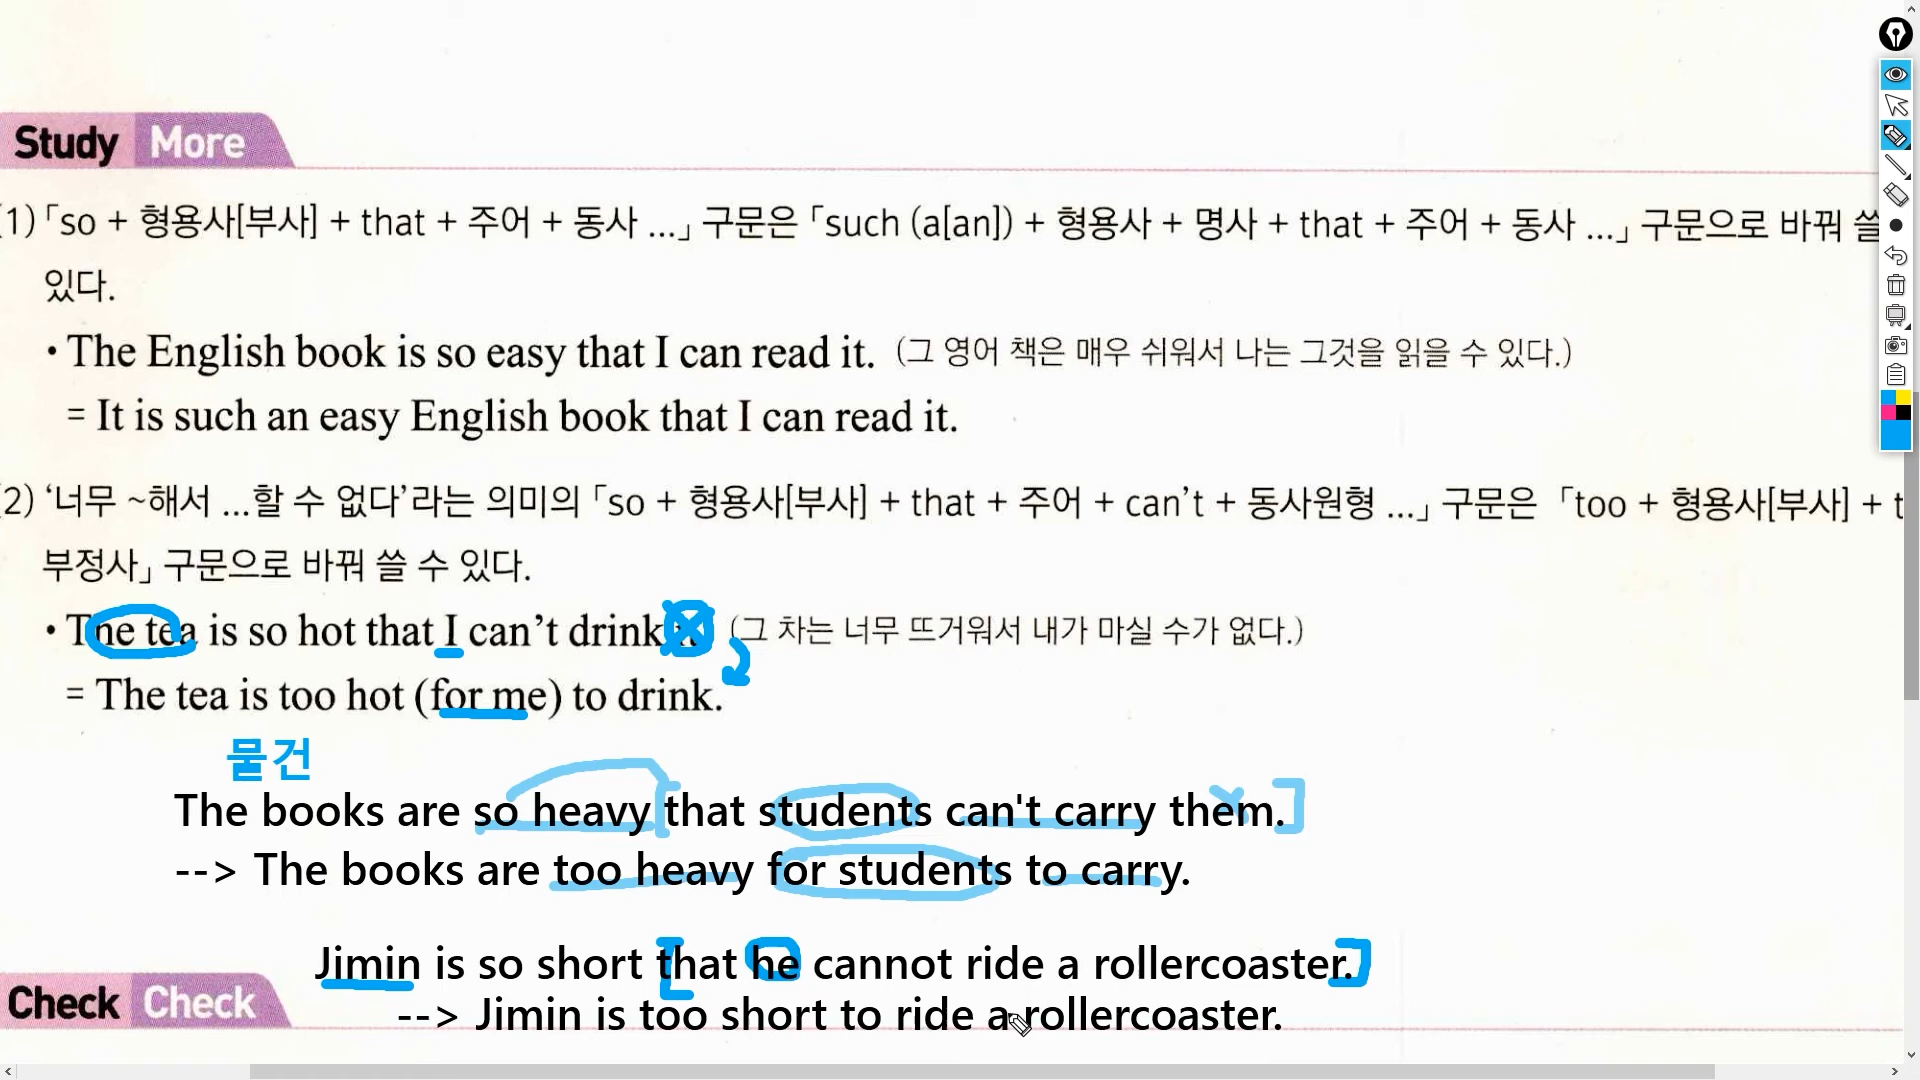 Study More
(1) 「so + 형용사[부사] + that + 주어 + 동사 ...」 구문은 「such (a[an]) + 형용사 + 명사 + that + 주어 + 동사 ...」 구문으로 바꿔 쓸
있다.
• The English book is so easy that I can read it. (그 영어 책은 매우 쉬워서 나는 그것을 읽을 수 있다.)
= It is such an easy English book that I can read it.
(2) ‘너무 ~해서 ...할 수 없다’라는 의미의 「so + 형용사[부사] + that + 주어 + can’t + 동사원형 ...」 구문은 「too + 형용사[부사] + t
부정사」 구문으로 바꿔 쓸 수 있다.
• The tea is so hot that I can’t drink (그 차는 너무 뜨거워서 내가 마실 수가 없다.)
= The tea is too hot (for me) to drink.
물건
The books are so heavy that students can't carry them.
--> The books are too heavy for students to carry.
Jimin is so short that he cannot ride a rollercoaster.
--> Jimin is too short to ride a rollercoaster.
Check Check